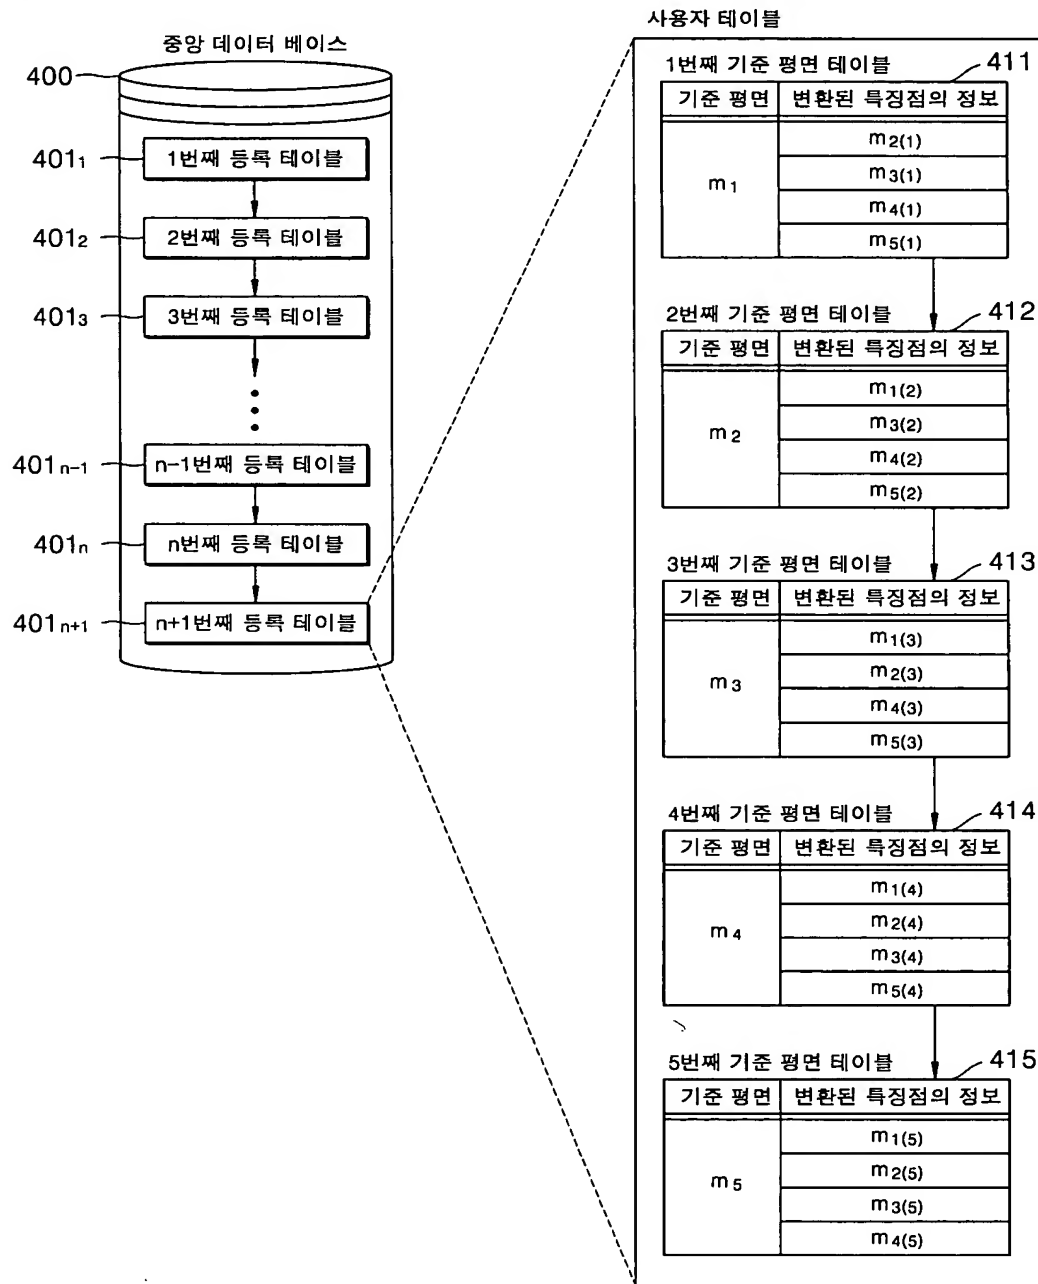 중앙 데이터 베이스
400
401₁ 1번째 등록 테이블
401₂ 2번째 등록 테이블
401₃ 3번째 등록 테이블
401n-1 n-1번째 등록 테이블
401n n번째 등록 테이블
401n+1 n+1번째 등록 테이블
사용자 테이블
1번째 기준 평면 테이블 411
기준 평면 변환된 특징점의 정보
m1
m2(1)
m3(1)
m4(1)
m5(1)
2번째 기준 평면 테이블 412
기준 평면 변환된 특징점의 정보
m2
m1(2)
m3(2)
m4(2)
m5(2)
3번째 기준 평면 테이블 413
기준 평면 변환된 특징점의 정보
m3
m1(3)
m2(3)
m4(3)
m5(3)
4번째 기준 평면 테이블 414
기준 평면 변환된 특징점의 정보
m4
m1(4)
m2(4)
m3(4)
m5(4)
5번째 기준 평면 테이블 415
기준 평면 변환된 특징점의 정보
m5
m1(5)
m2(5)
m3(5)
m4(5)